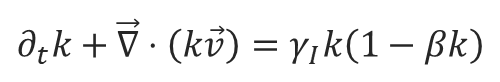 ∂ₜk + ∇⃗ · (kv⃗) = γ_I k(1 − βk)